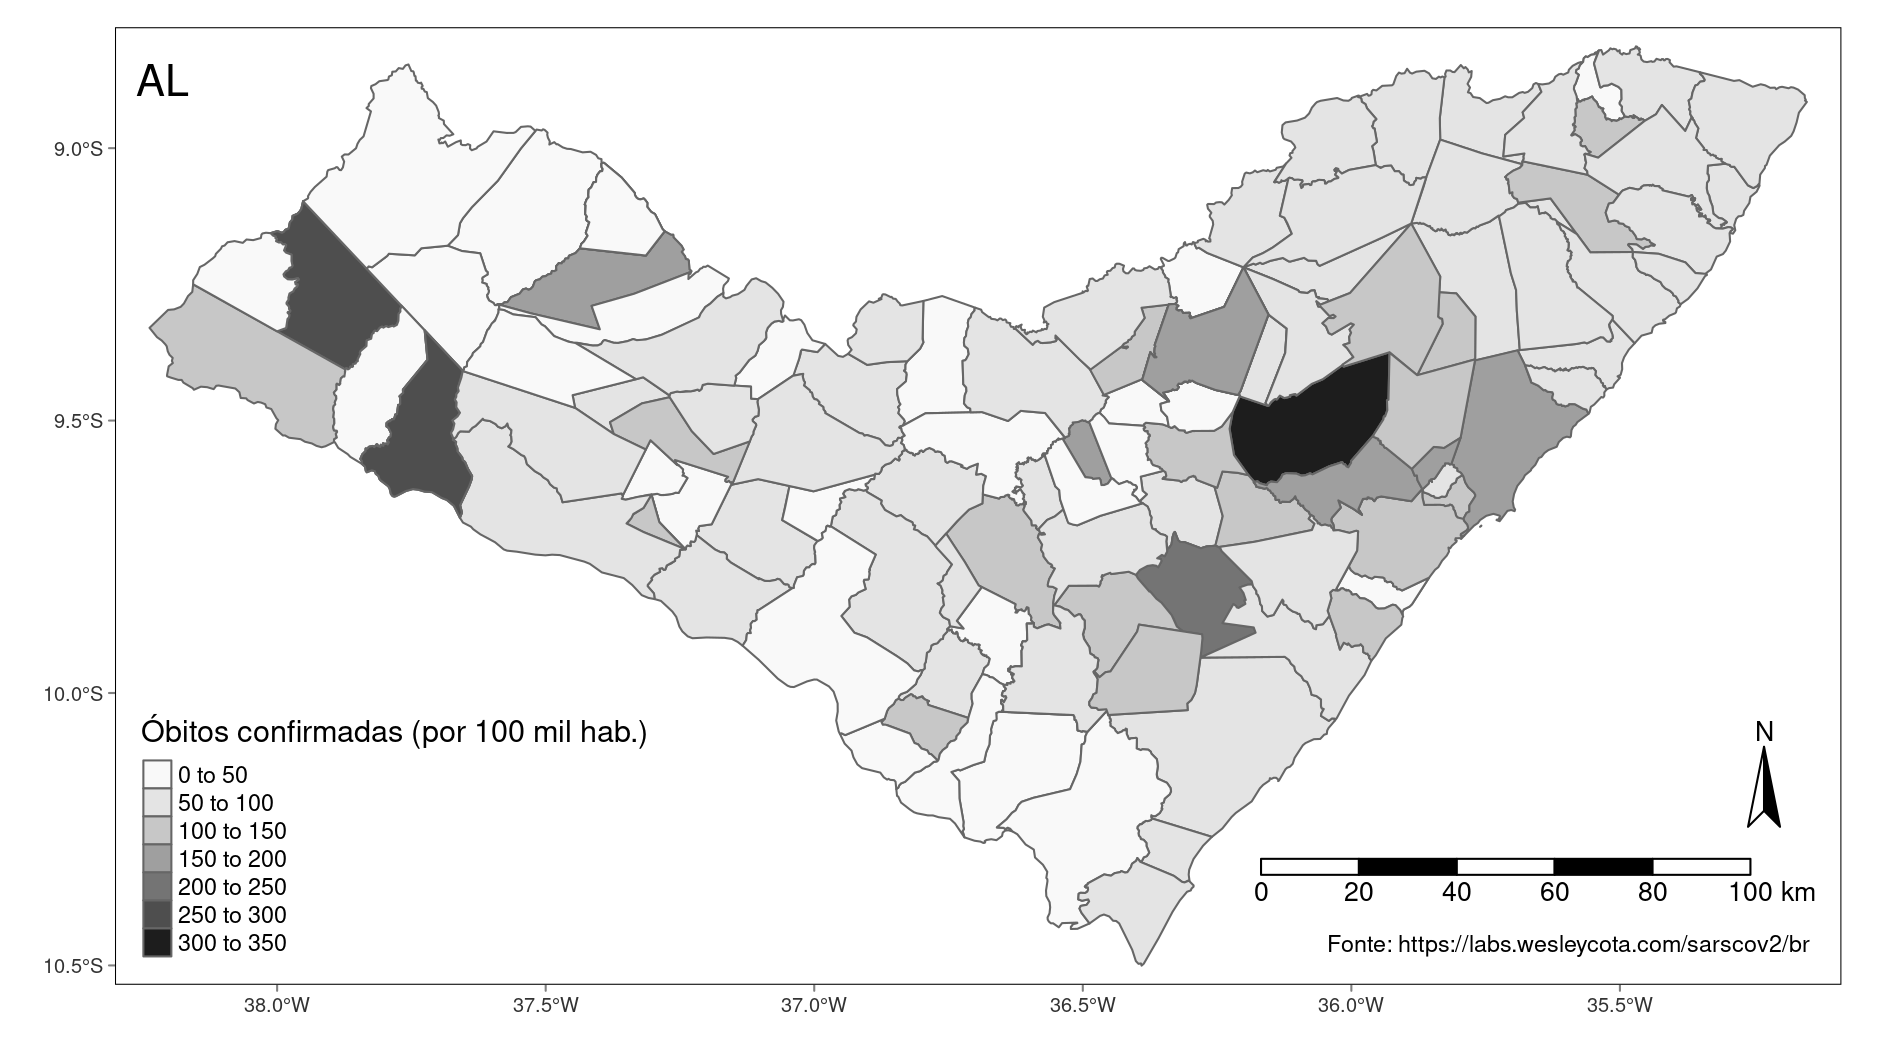 AL
9.0°S
9.5°S
10.0°S
10.5°S
Óbitos confirmadas (por 100 mil hab.)
0 to 50
50 to 100
100 to 150
150 to 200
200 to 250
250 to 300
300 to 350
N
0 20 40 60 80 100 km
Fonte: https://labs.wesleycota.com/sarscov2/br
38.0°W 37.5°W 37.0°W 36.5°W 36.0°W 35.5°W